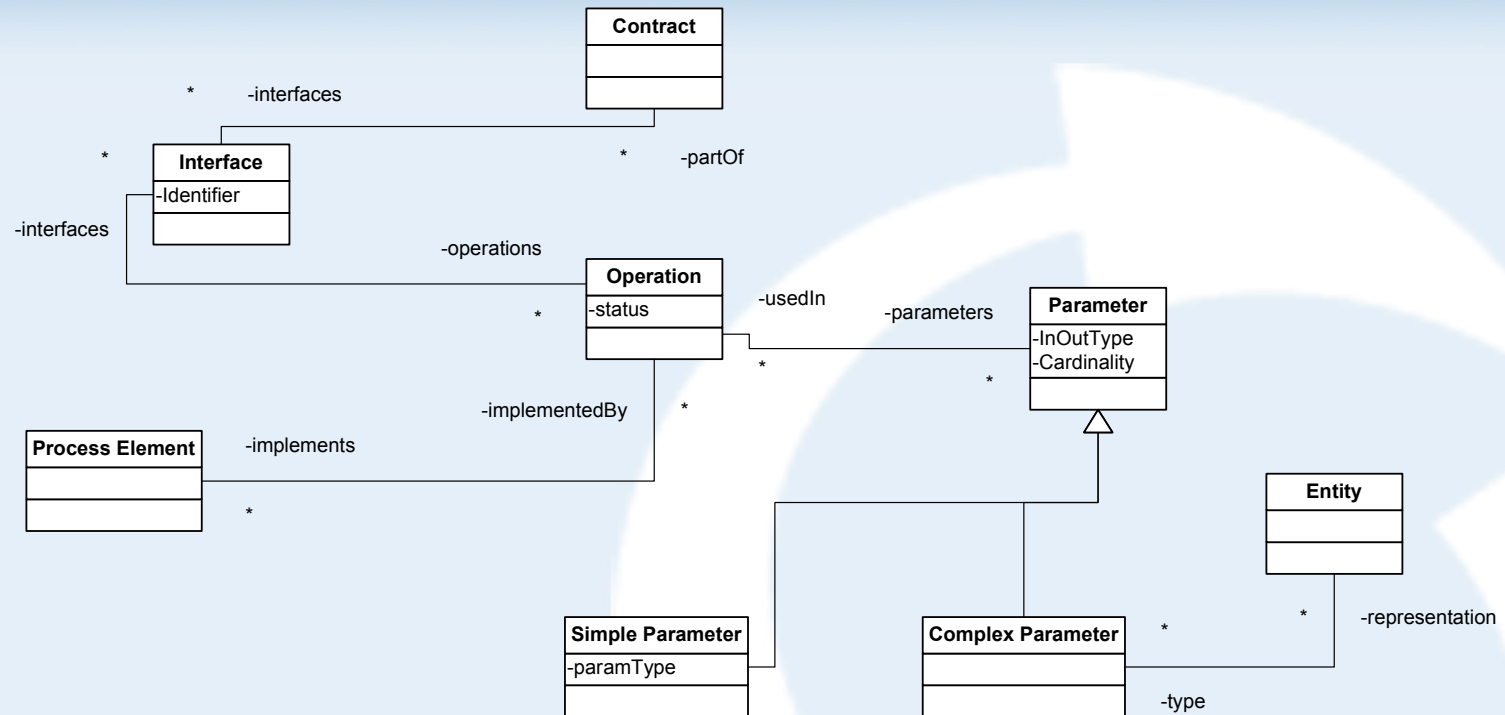 Contract
* -interfaces
* -partOf
Interface
-Identifier
*
-interfaces
-operations
*
Operation
-status
-usedIn
*
-parameters
*
Parameter
-InOutType
-Cardinality
-implementedBy
*
Process Element
-implements
*
Entity
* -representation
Simple Parameter
-paramType
Complex Parameter
*
-type